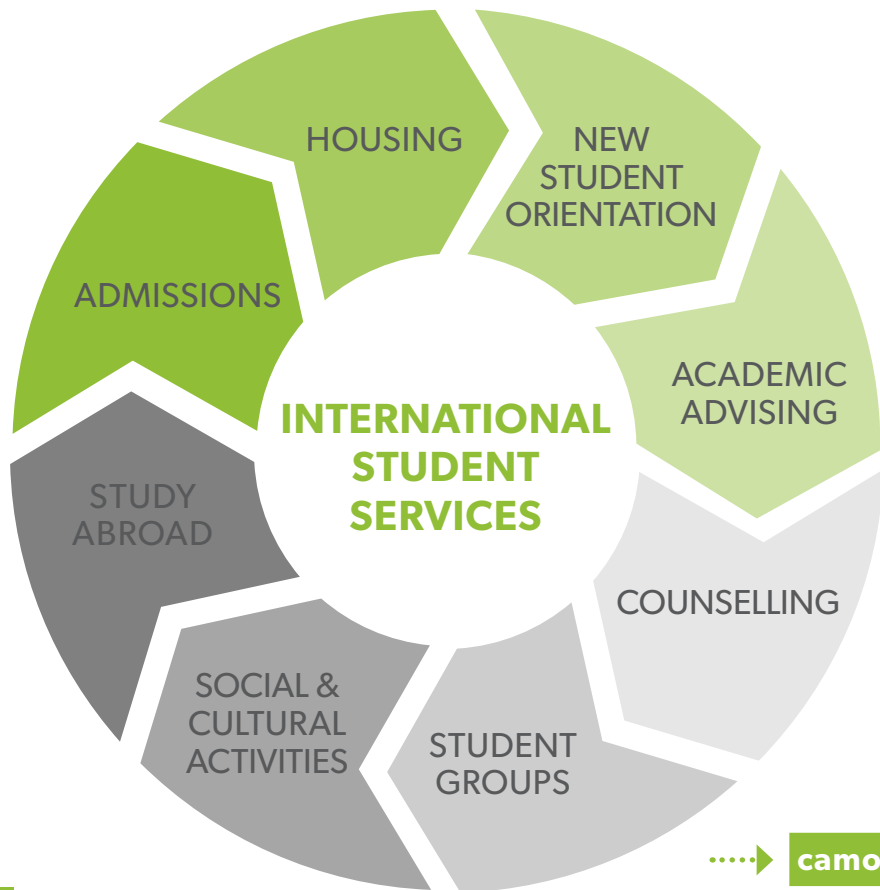 HOUSING
NEW
STUDENT
ORIENTATION
ADMISSIONS
ACADEMIC
ADVISING
INTERNATIONAL
STUDENT
SERVICES
STUDY
ABROAD
COUNSELLING
SOCIAL &
CULTURAL
ACTIVITIES
STUDENT
GROUPS
camo